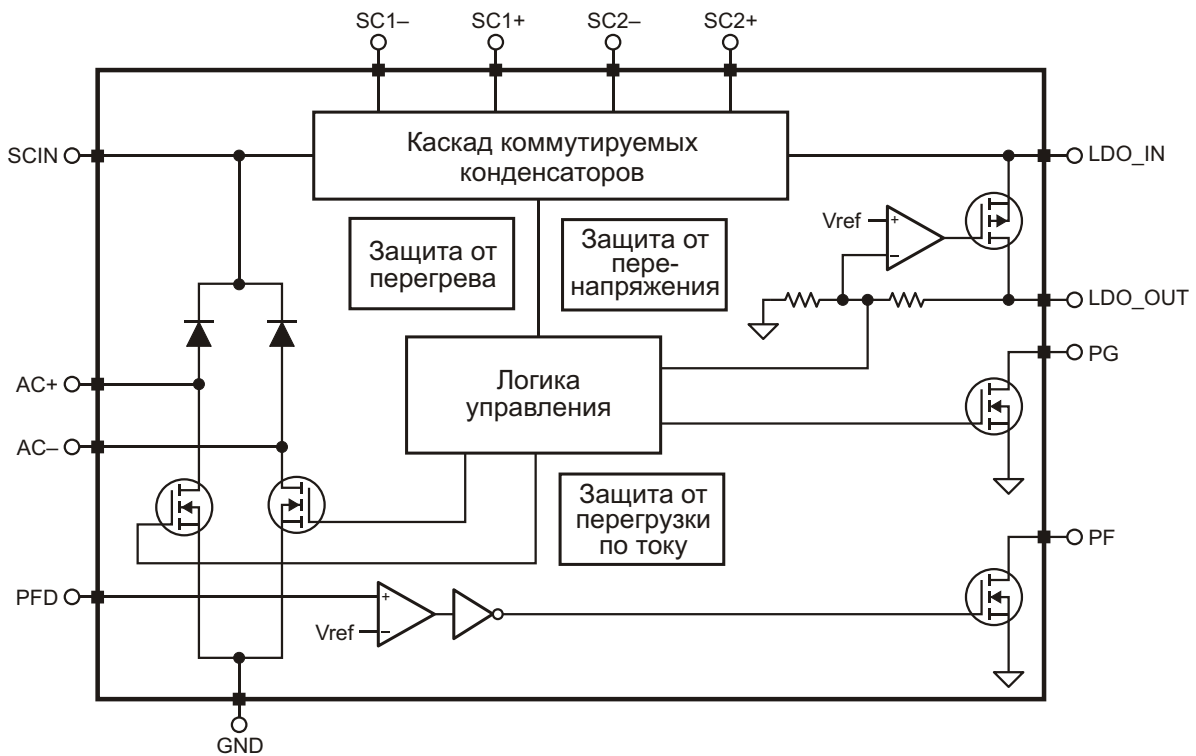 SC1–
SC1+
SC2–
SC2+
SCIN
Каскад коммутируемых
конденсаторов
LDO_IN
Защита от
перегрева
Защита от
пере-
напряжения
Vref
+
–
LDO_OUT
Логика
управления
PG
AC+
AC–
Защита от
перегрузки
по току
PF
PFD
+
Vref
–
GND